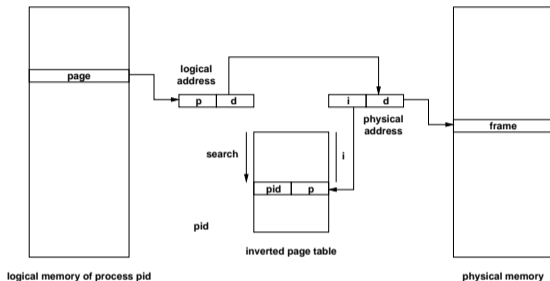 logical
address
page
p d
i d
physical
address
frame
search
i
pid p
pid
inverted page table
logical memory of process pid
physical memory